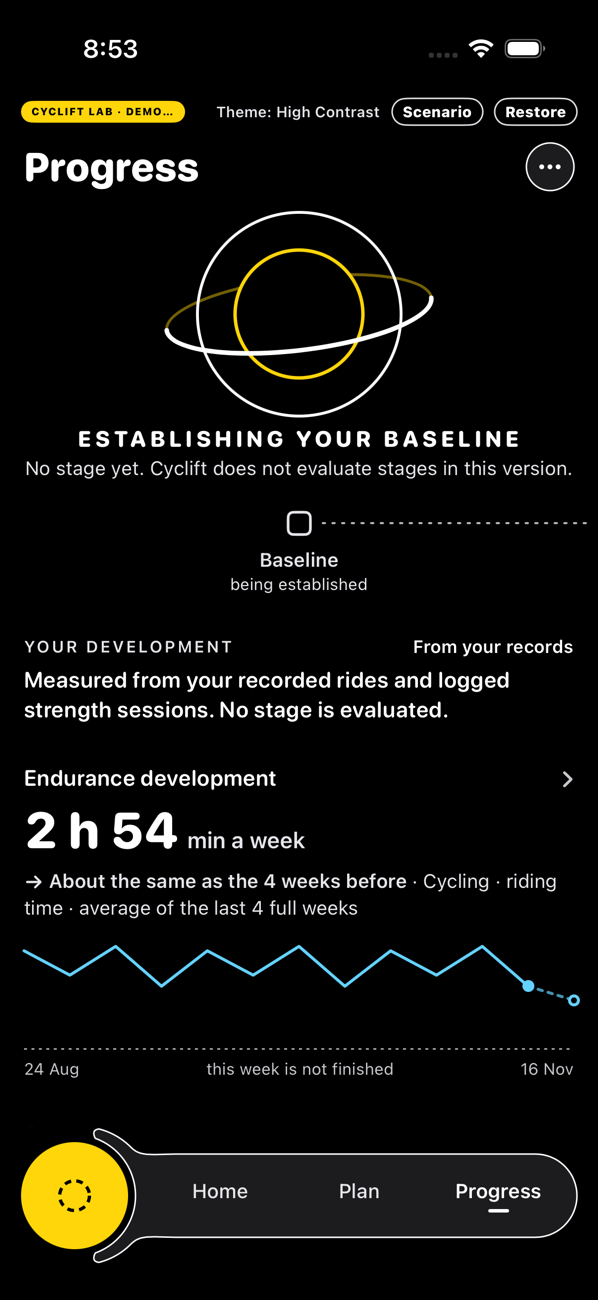 8:53
CYCLIFT LAB · DEMO...
Theme: High Contrast
Scenario
Restore
Progress
ESTABLISHING YOUR BASELINE
No stage yet. Cyclift does not evaluate stages in this version.
Baseline
being established
YOUR DEVELOPMENT
From your records
Measured from your recorded rides and logged
strength sessions. No stage is evaluated.
Endurance development
2 h 54 min a week
→ About the same as the 4 weeks before · Cycling · riding
time · average of the last 4 full weeks
24 Aug
this week is not finished
16 Nov
Home
Plan
Progress